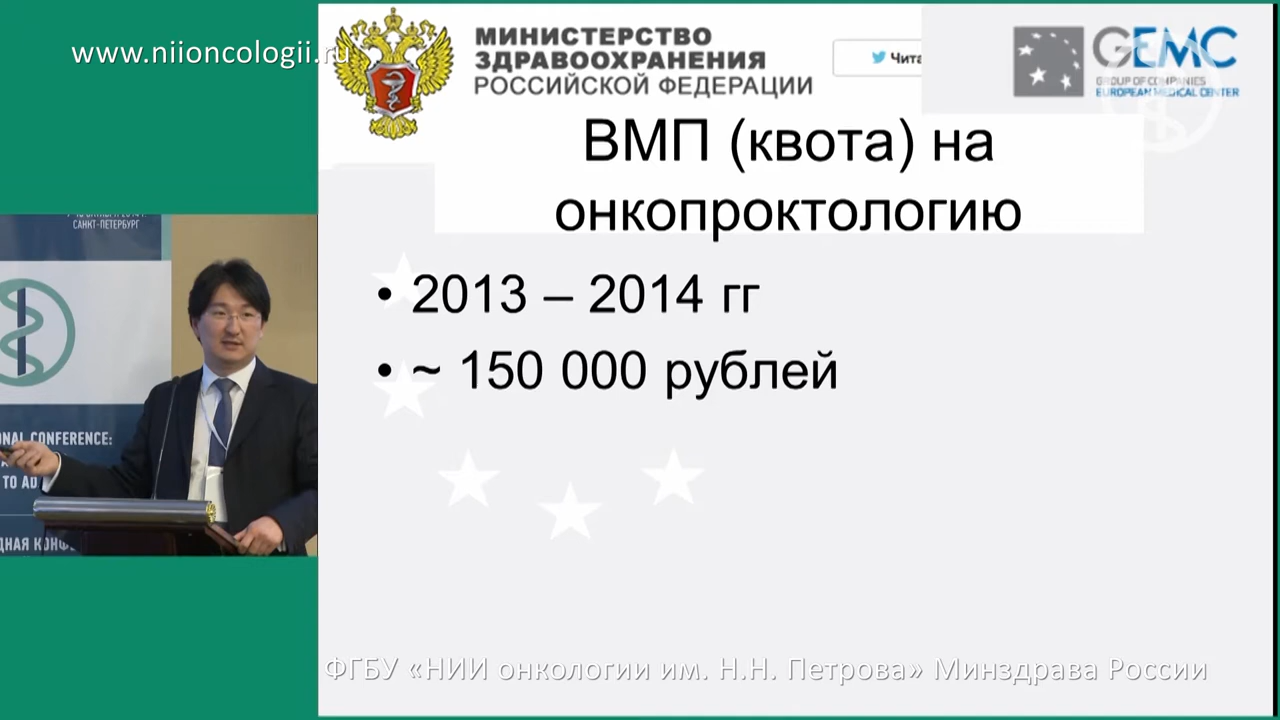 www.niioncologii.ru
МИНИСТЕРСТВО
ЗДРАВООХРАНЕНИЯ
РОССИЙСКОЙ ФЕДЕРАЦИИ
Чита
GEMC
GROUP OF COMPANIES
EUROPEAN MEDICAL CENTER
ВМП (квота) на
онкопроктологию
• 2013 – 2014 гг
• ~ 150 000 рублей
САНКТ-ПЕТЕРБУРГ
ONAL CONFERENCE:
TO AD
ДНАЯ КОНФ
ФГБУ «НИИ онкологии им. Н.Н. Петрова» Минздрава России